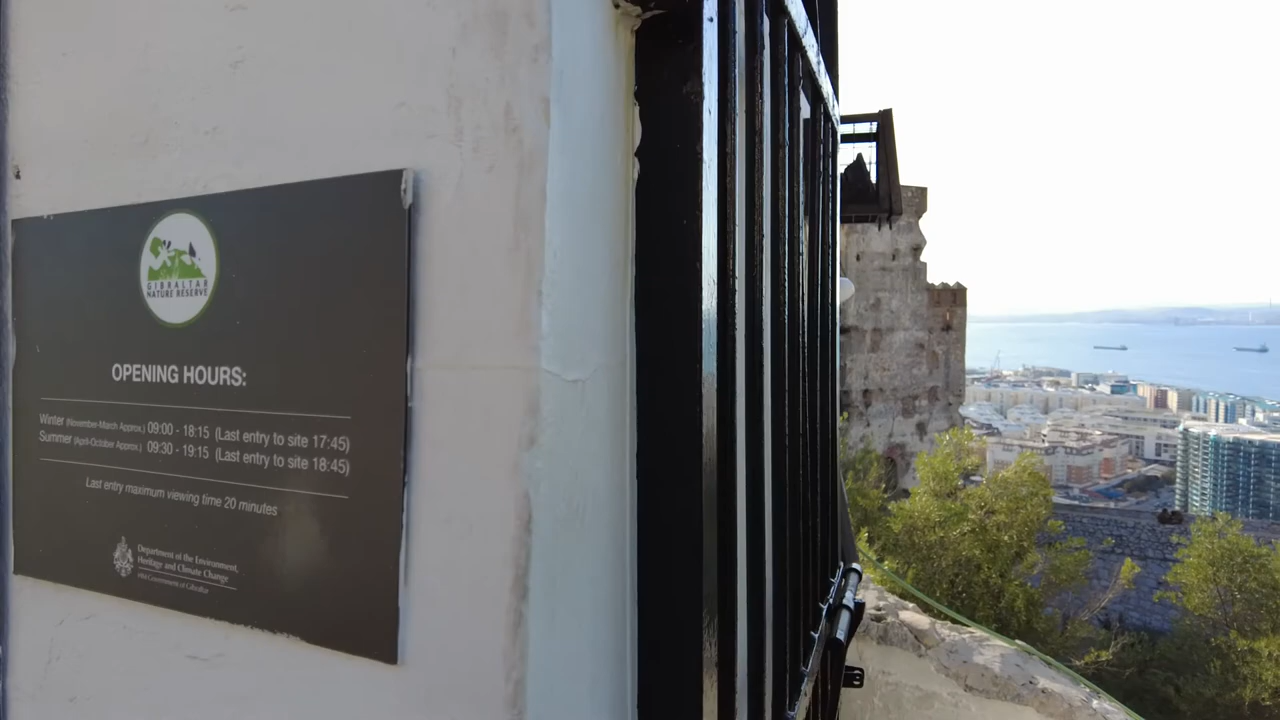 GIBRALTAR
NATURE RESERVE
OPENING HOURS:
Winter (November-March Approx.) 09:00 - 18:15 (Last entry to site 17:45)
Summer (April-October Approx.) 09:30 - 19:15 (Last entry to site 18:45)
Last entry maximum viewing time 20 minutes
Department of the Environment,
Heritage and Climate Change
HM Government of Gibraltar